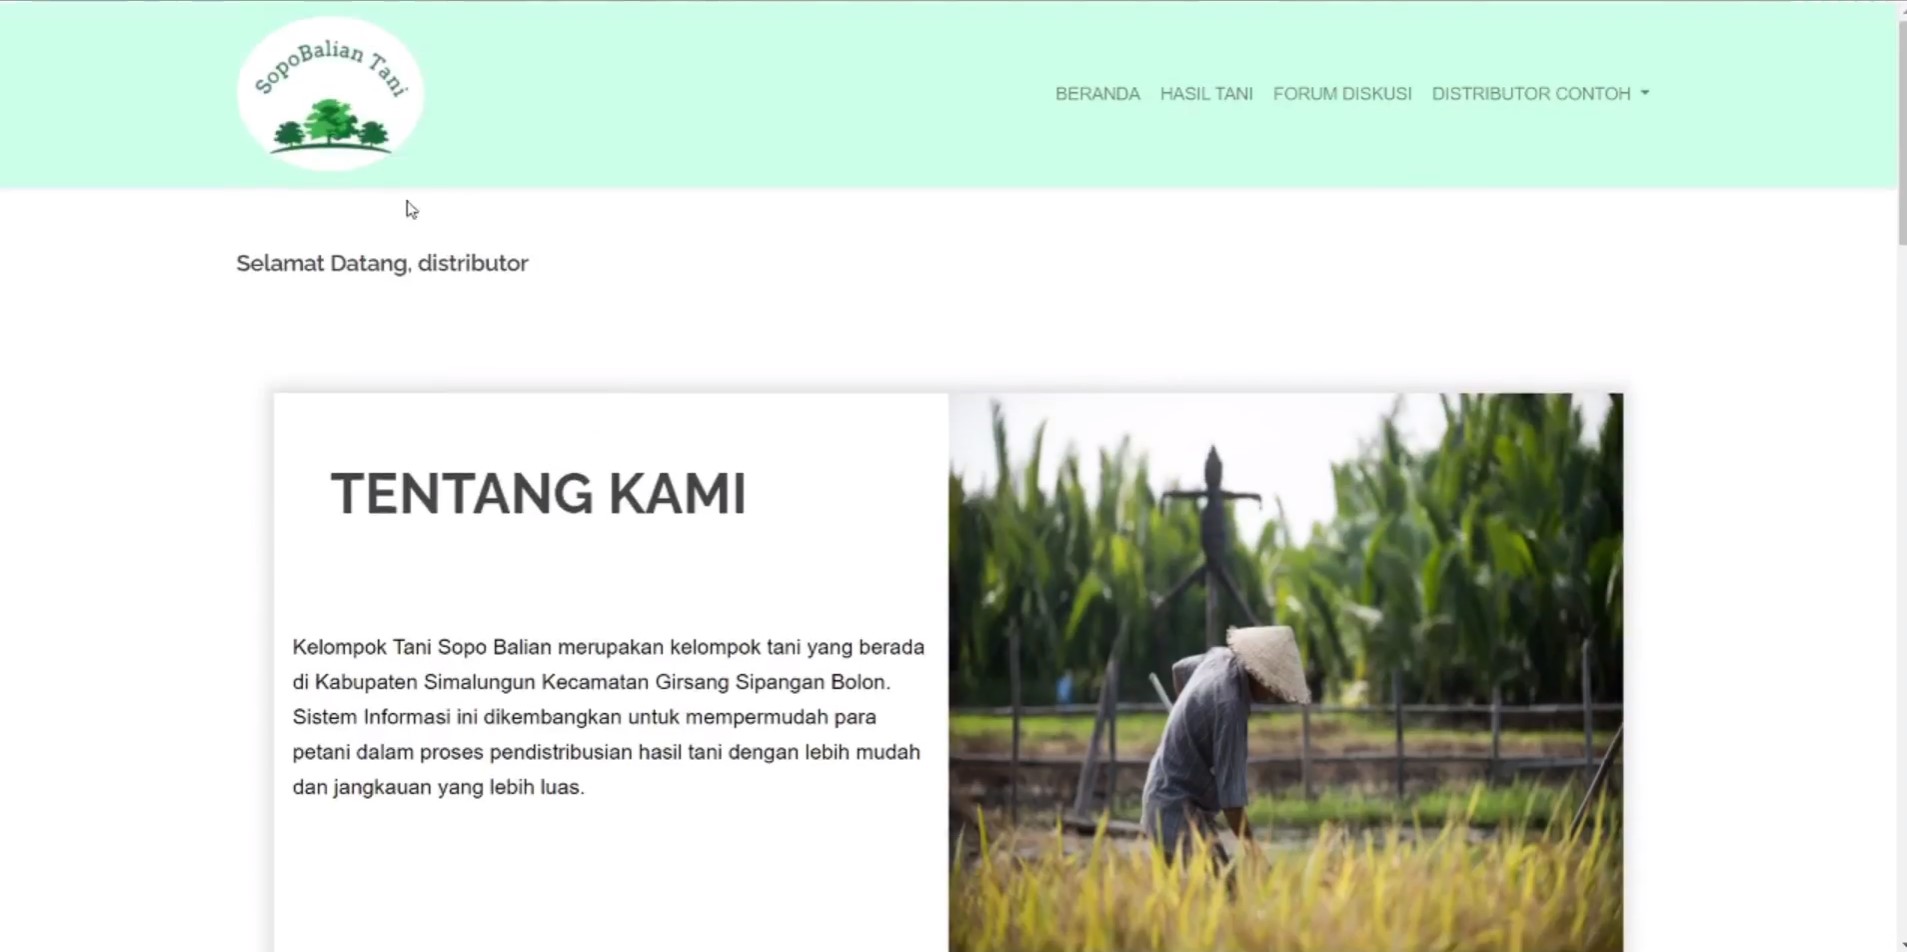 SopoBalian Tani
BERANDA HASIL TANI FORUM DISKUSI DISTRIBUTOR CONTOH
Selamat Datang, distributor
TENTANG KAMI
Kelompok Tani Sopo Balian merupakan kelompok tani yang berada
di Kabupaten Simalungun Kecamatan Girsang Sipangan Bolon.
Sistem Informasi ini dikembangkan untuk mempermudah para
petani dalam proses pendistribusian hasil tani dengan lebih mudah
dan jangkauan yang lebih luas.